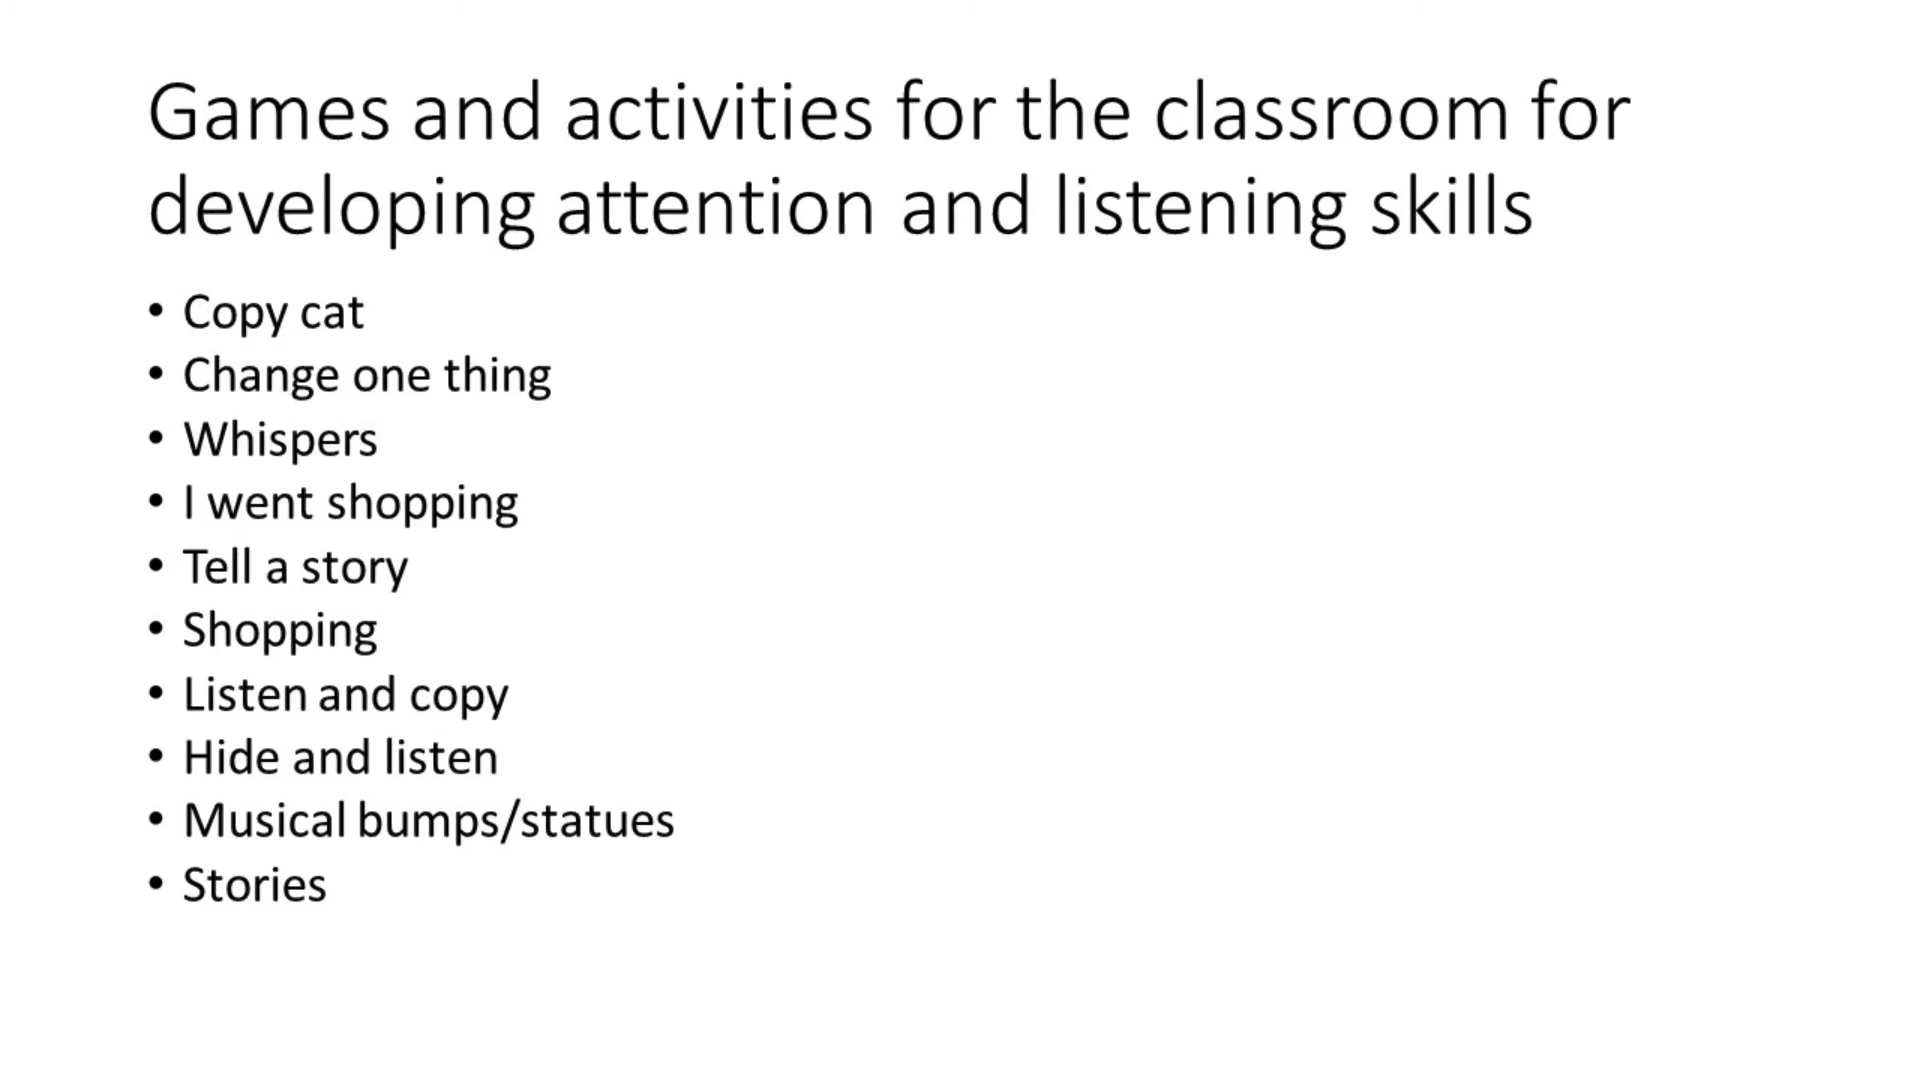 Games and activities for the classroom for
developing attention and listening skills
• Copy cat
• Change one thing
• Whispers
• I went shopping
• Tell a story
• Shopping
• Listen and copy
• Hide and listen
• Musical bumps/statues
• Stories